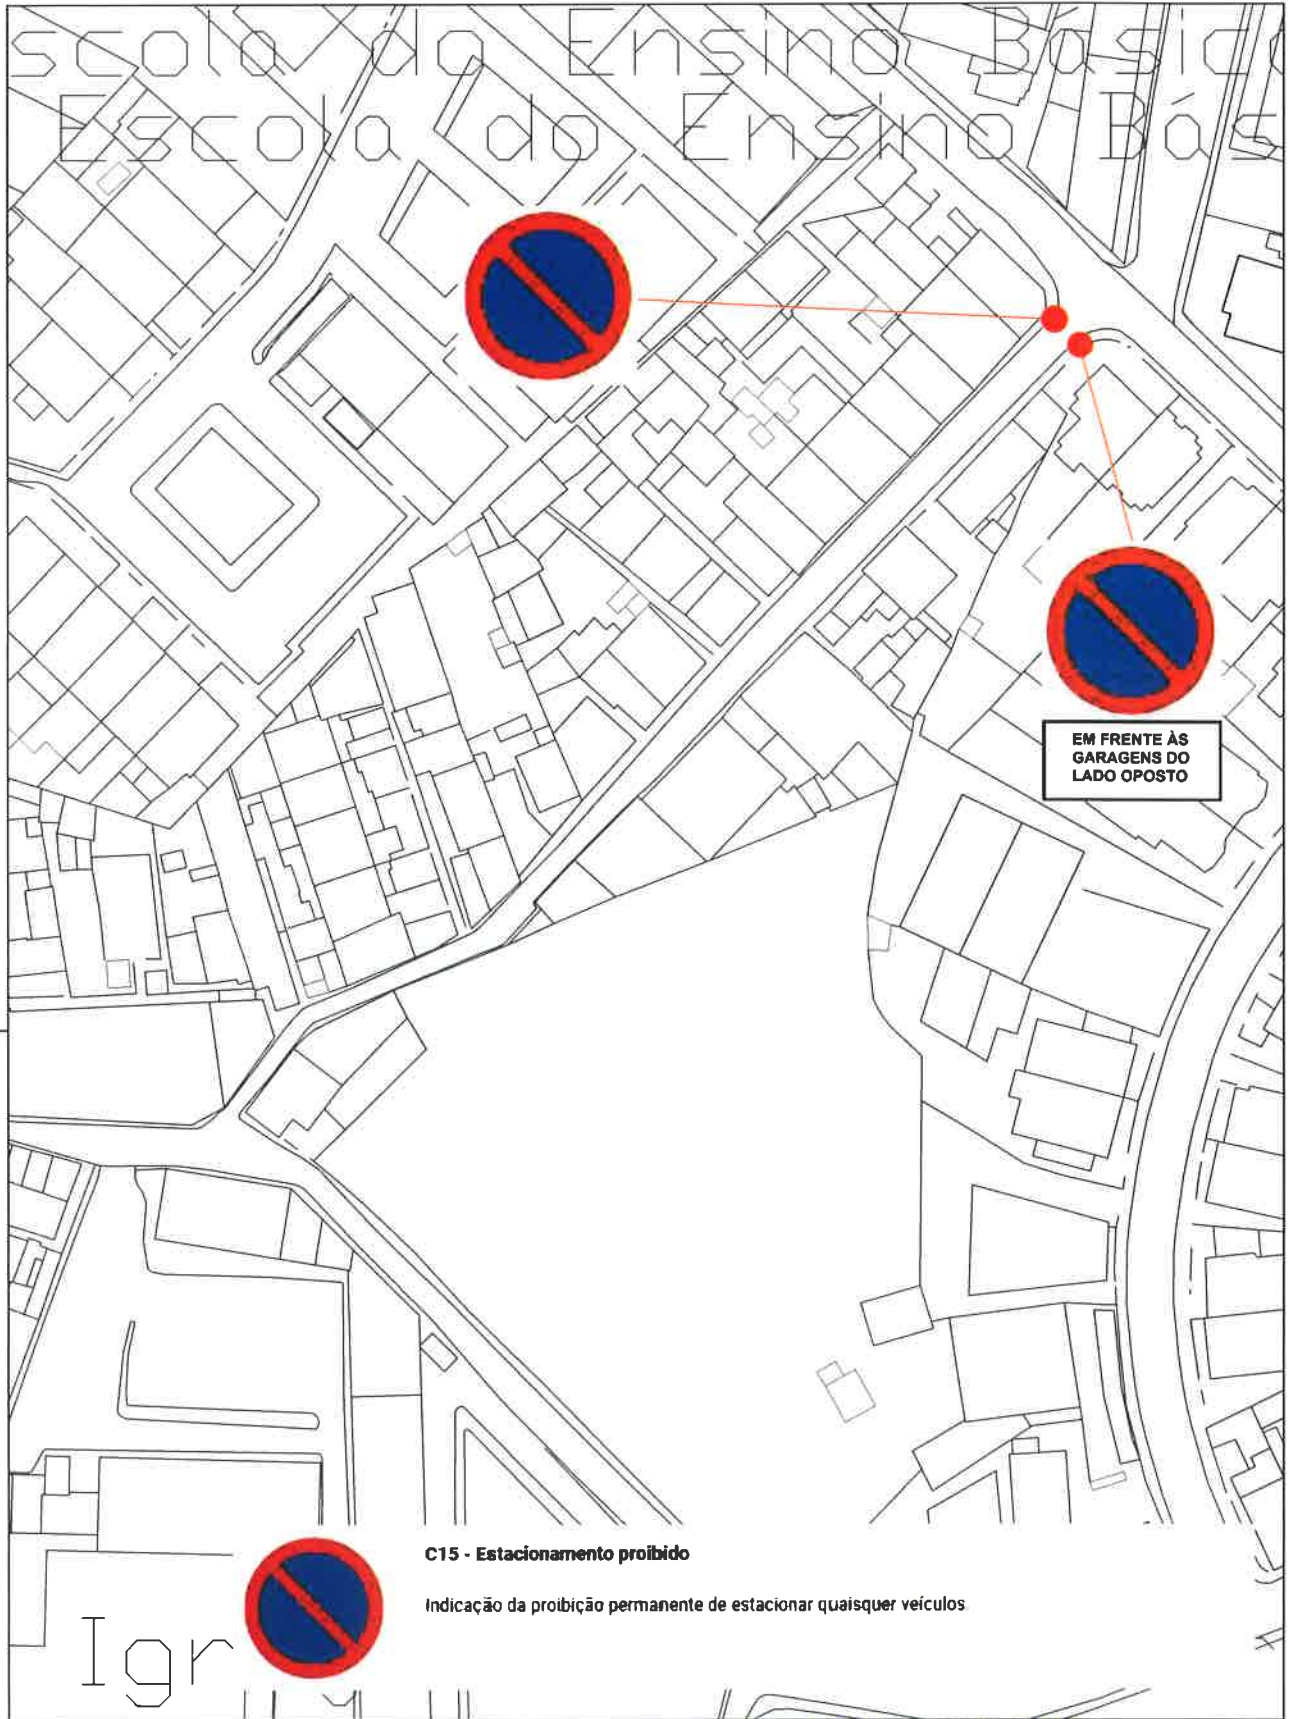 scola do Ensino Básic
Escola do Ensino Bás
EM FRENTE ÀS
GARAGENS DO
LADO OPOSTO
C15 - Estacionamento proibido
Indicação da proibição permanente de estacionar quaisquer veículos.
Igr